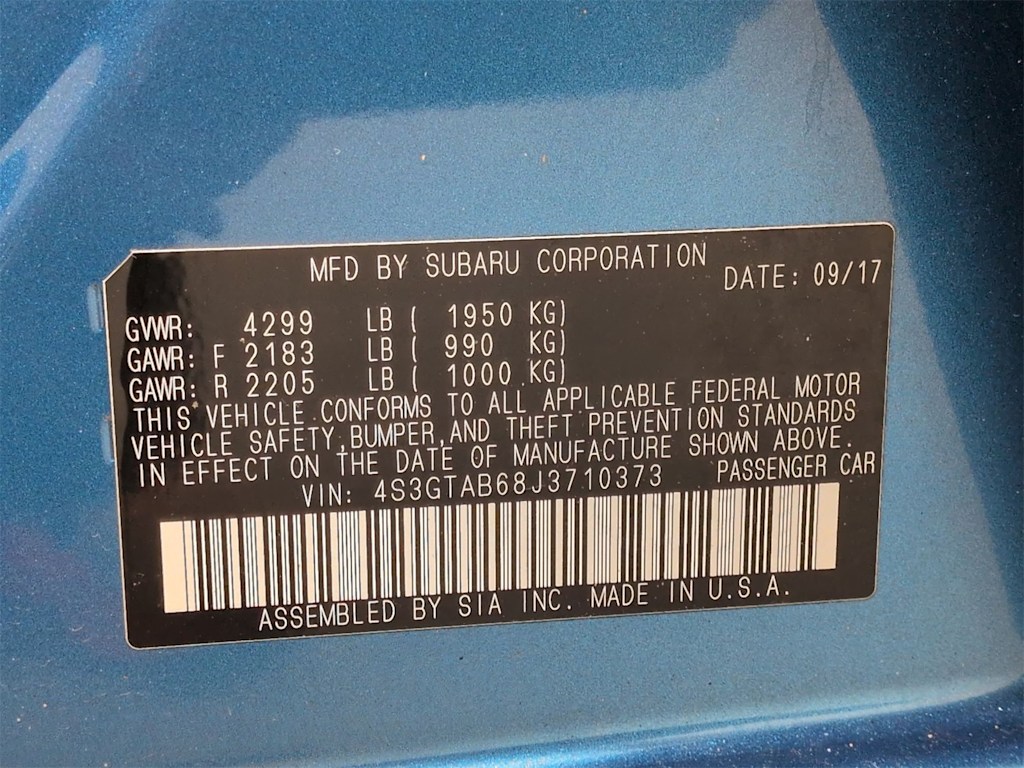 MFD BY SUBARU CORPORATION DATE: 09/17
GVWR: 4299 LB ( 1950 KG)
GAWR: F 2183 LB ( 990 KG)
GAWR: R 2205 LB ( 1000 KG)
THIS VEHICLE CONFORMS TO ALL APPLICABLE FEDERAL MOTOR
VEHICLE SAFETY,BUMPER,AND THEFT PREVENTION STANDARDS
IN EFFECT ON THE DATE OF MANUFACTURE SHOWN ABOVE.
VIN: 4S3GTAB68J3710373 PASSENGER CAR
ASSEMBLED BY SIA INC. MADE IN U.S.A.